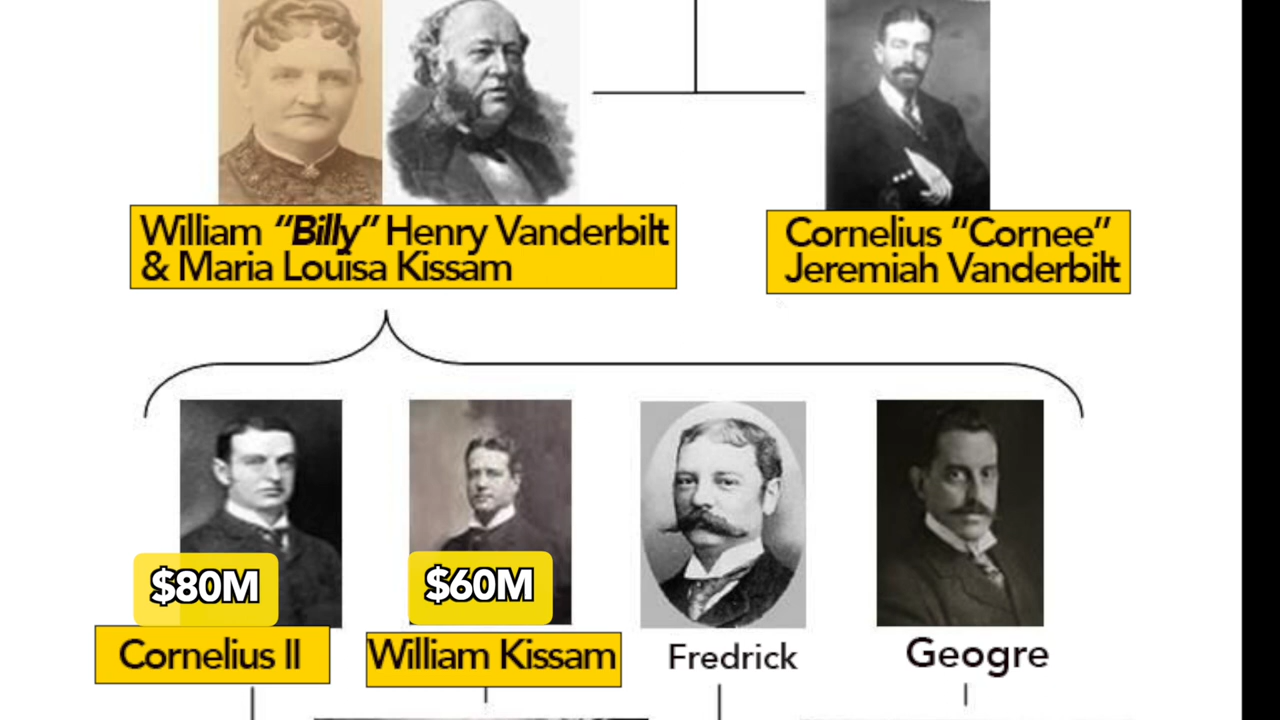 William “Billy” Henry Vanderbilt
& Maria Louisa Kissam
Cornelius “Cornee”
Jeremiah Vanderbilt
$80M
$60M
Cornelius II
William Kissam
Fredrick
Geogre